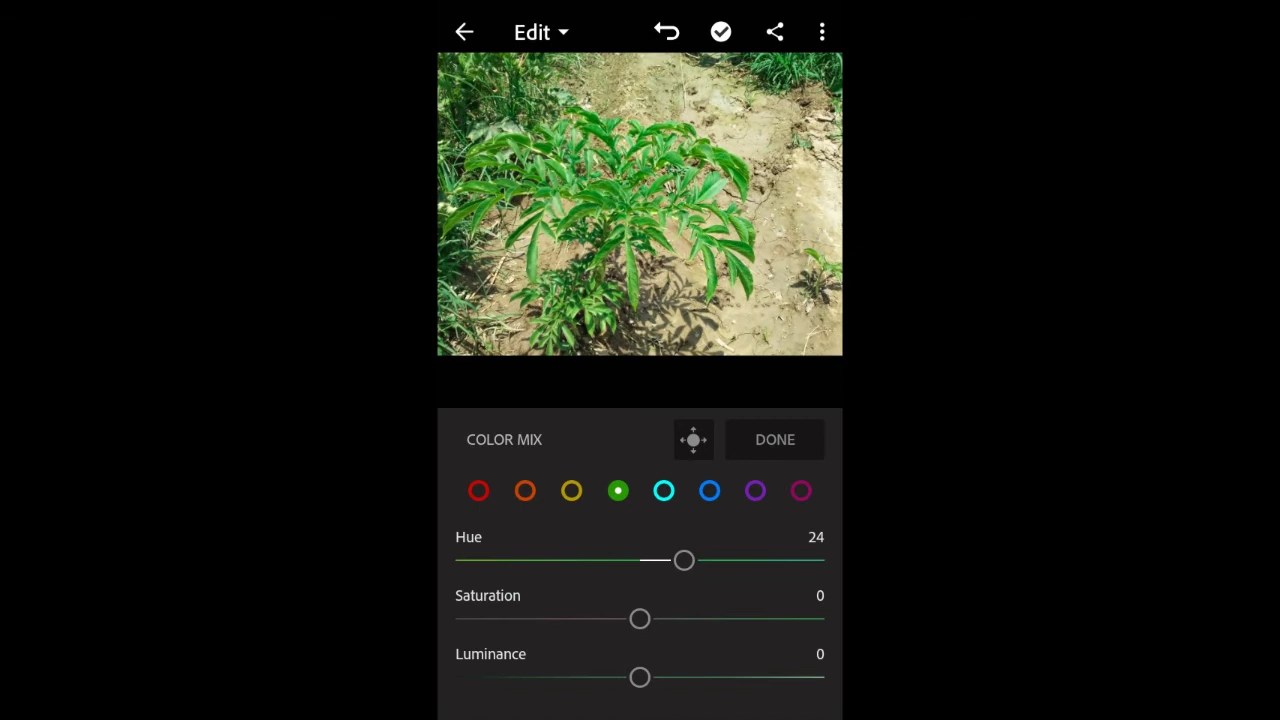 Edit
COLOR MIX
DONE
Hue 24
Saturation 0
Luminance 0